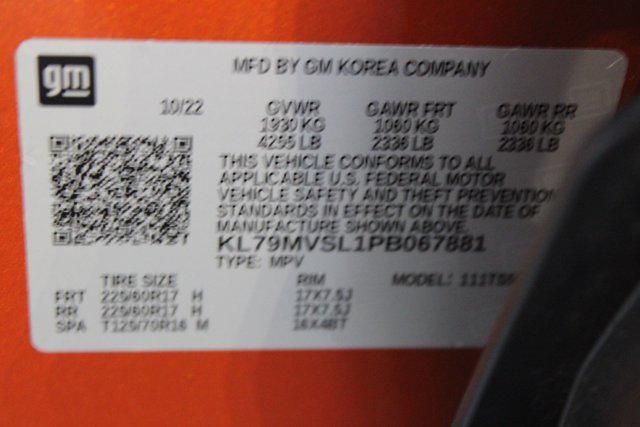 gm
MFD BY GM KOREA COMPANY
10/22 GVWR GAWR FRT GAWR RR
1930 KG 1060 KG 1060 KG
4255 LB 2336 LB 2336 LB
THIS VEHICLE CONFORMS TO ALL
APPLICABLE U.S. FEDERAL MOTOR
VEHICLE SAFETY AND THEFT PREVENTION
STANDARDS IN EFFECT ON THE DATE OF
MANUFACTURE SHOWN ABOVE.
KL79MVSL1PB067881
TYPE: MPV
TIRE SIZE RIM MODEL:
FRT 225/60R17 H 17X7.5J
RR 225/60R17 H 17X7.5J
SPA T125/70R16 M 16X4BT